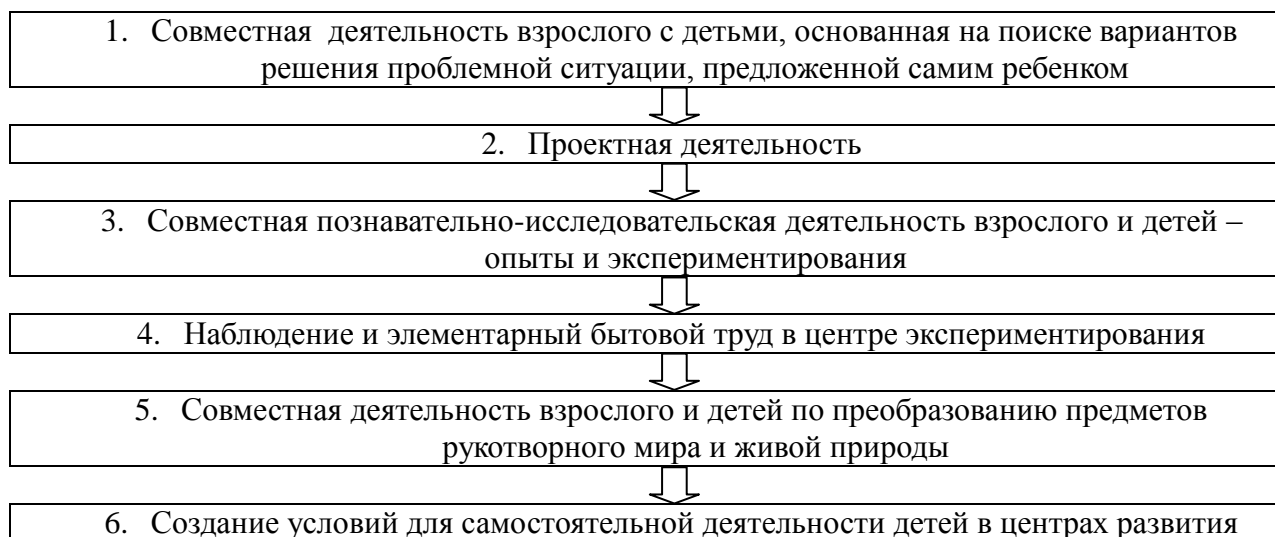 1. Совместная деятельность взрослого с детьми, основанная на поиске вариантов
решения проблемной ситуации, предложенной самим ребенком
2. Проектная деятельность
3. Совместная познавательно-исследовательская деятельность взрослого и детей –
опыты и экспериментирования
4. Наблюдение и элементарный бытовой труд в центре экспериментирования
5. Совместная деятельность взрослого и детей по преобразованию предметов
рукотворного мира и живой природы
6. Создание условий для самостоятельной деятельности детей в центрах развития